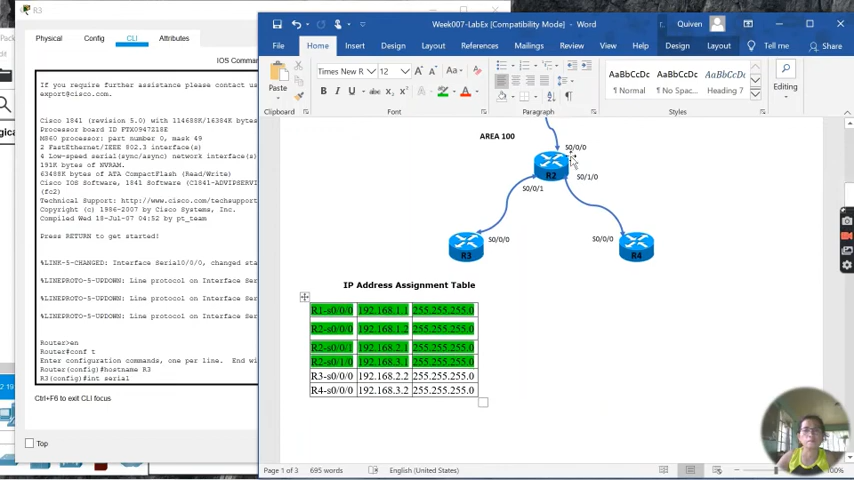 R3
Physical
Config
CLI
Attributes
IOS Comman
If you require further assistance please contact us
export@cisco.com.
Cisco 1841 (revision 5.0) with 114688K/16384K bytes
Processor board ID FTX0947Z18E
M860 processor: part number 0, mask 49
2 FastEthernet/IEEE 802.3 interface(s)
4 Low-speed serial(sync/async) network interface(s)
191K bytes of NVRAM.
63488K bytes of ATA CompactFlash (Read/Write)
Cisco IOS Software, 1841 Software (C1841-ADVIPSERV
(fc2)
Technical Support: http://www.cisco.com/techsupport
Copyright (c) 1986-2007 by Cisco Systems, Inc.
Compiled Wed 18-Jul-07 04:52 by pt_team
Press RETURN to get started!
%LINK-5-CHANGED: Interface Serial0/0/0, changed sta
%LINEPROTO-5-UPDOWN: Line protocol on Interface Ser
%LINEPROTO-5-UPDOWN: Line protocol on Interface Ser
%LINEPROTO-5-UPDOWN: Line protocol on Interface Ser
Router>en
Router#conf t
Enter configuration commands, one per line. End wi
Router(config)#hostname R3
R3(config)#int serial
Ctrl+F6 to exit CLI focus
Top
Week007-LabEx [Compatibility Mode] - Word
Quiven
File
Home
Insert
Design
Layout
References
Mailings
Review
View
Help
Design
Layout
Tell me
Share
Times New R
12
Paste
Clipboard
Font
Paragraph
AaBbCcDc
AaBbCcDc
AaBbCcDc
¶ Normal
¶ Normal
Heading 7
Styles
Editing
AREA 100
S0/0/0
R2
S0/1/0
S0/0/1
S0/0/0
S0/0/0
R3
R4
IP Address Assignment Table
R1-s0/0/0 192.168.1.1 255.255.255.0
R2-s0/0/0 192.168.1.2 255.255.255.0
R2-s0/0/1 192.168.2.1 255.255.255.0
R2-s0/1/0 192.168.3.1 255.255.255.0
R3-s0/0/0 192.168.2.2 255.255.255.0
R4-s0/0/0 192.168.3.2 255.255.255.0
Page 1 of 3
695 words
English (United States)